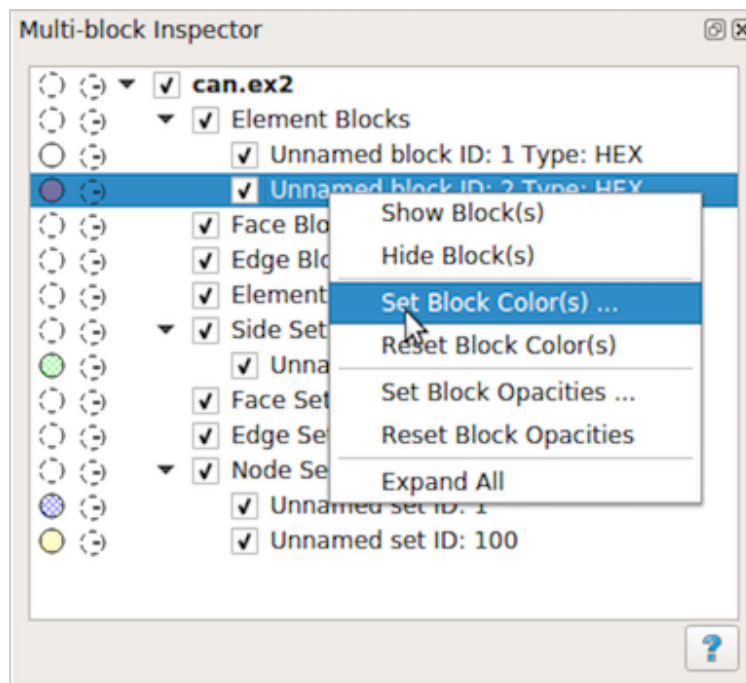 Multi-block Inspector
can.ex2
Element Blocks
Unnamed block ID: 1 Type: HEX
Unnamed block ID: 2 Type: HEX
Show Block(s)
Face Blo
Hide Block(s)
Edge Blo
Element
Set Block Color(s) ...
Side Set
Reset Block Color(s)
Unna
Set Block Opacities ...
Face Set
Edge Se
Reset Block Opacities
Node Se
Expand All
Unnamed set ID: 1
Unnamed set ID: 100
?